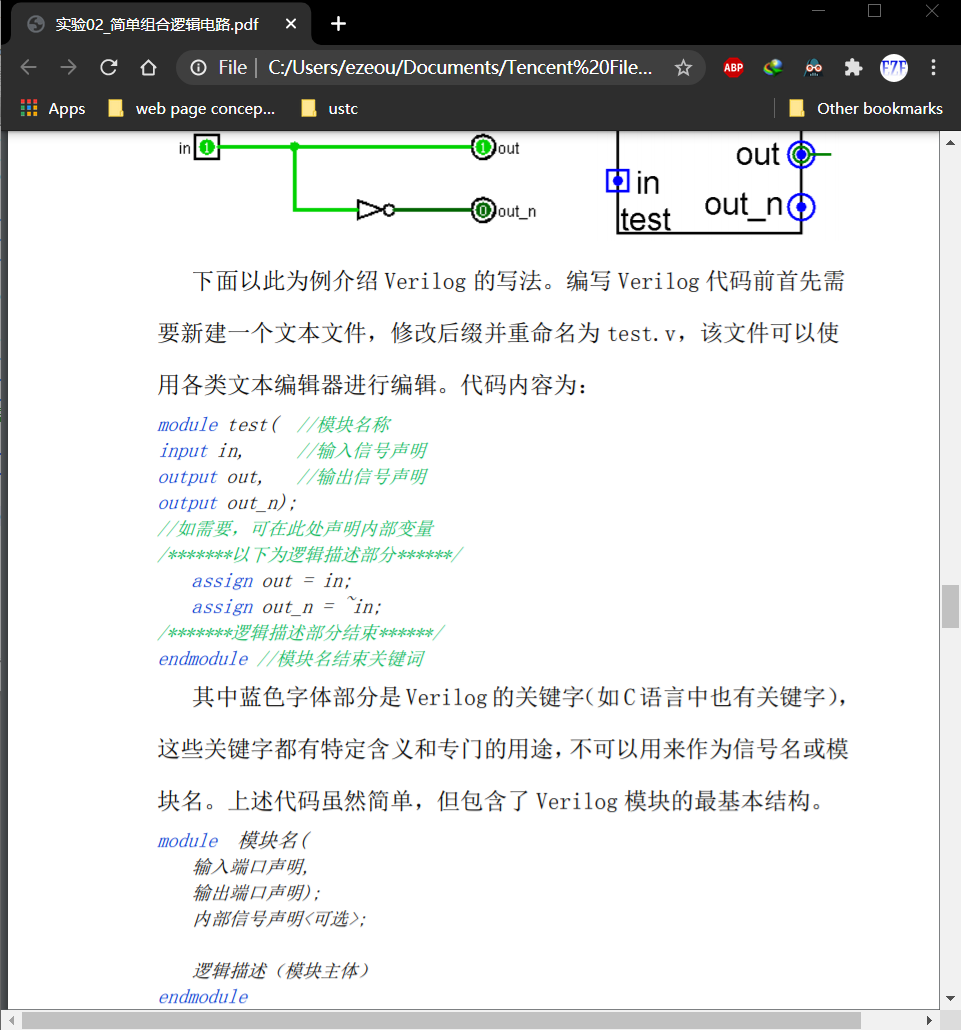 实验02_简单组合逻辑电路.pdf
File | C:/Users/ezeou/Documents/Tencent%20File...
ABP
EZE
Apps web page concep... ustc Other bookmarks
in 1 1 out
0 out_n
out
in
out_n
test
下面以此为例介绍 Verilog 的写法。编写 Verilog 代码前首先需
要新建一个文本文件，修改后缀并重命名为 test.v，该文件可以使
用各类文本编辑器进行编辑。代码内容为：
module test( //模块名称
input in, //输入信号声明
output out, //输出信号声明
output out_n);
//如需要，可在此处声明内部变量
/*******以下为逻辑描述部分******/
assign out = in;
assign out_n = ~in;
/*******逻辑描述部分结束******/
endmodule //模块名结束关键词
其中蓝色字体部分是 Verilog 的关键字（如 C 语言中也有关键字），
这些关键字都有特定含义和专门的用途，不可以用来作为信号名或模
块名。上述代码虽然简单，但包含了 Verilog 模块的最基本结构。
module 模块名(
输入端口声明,
输出端口声明);
内部信号声明<可选>;
逻辑描述（模块主体）
endmodule